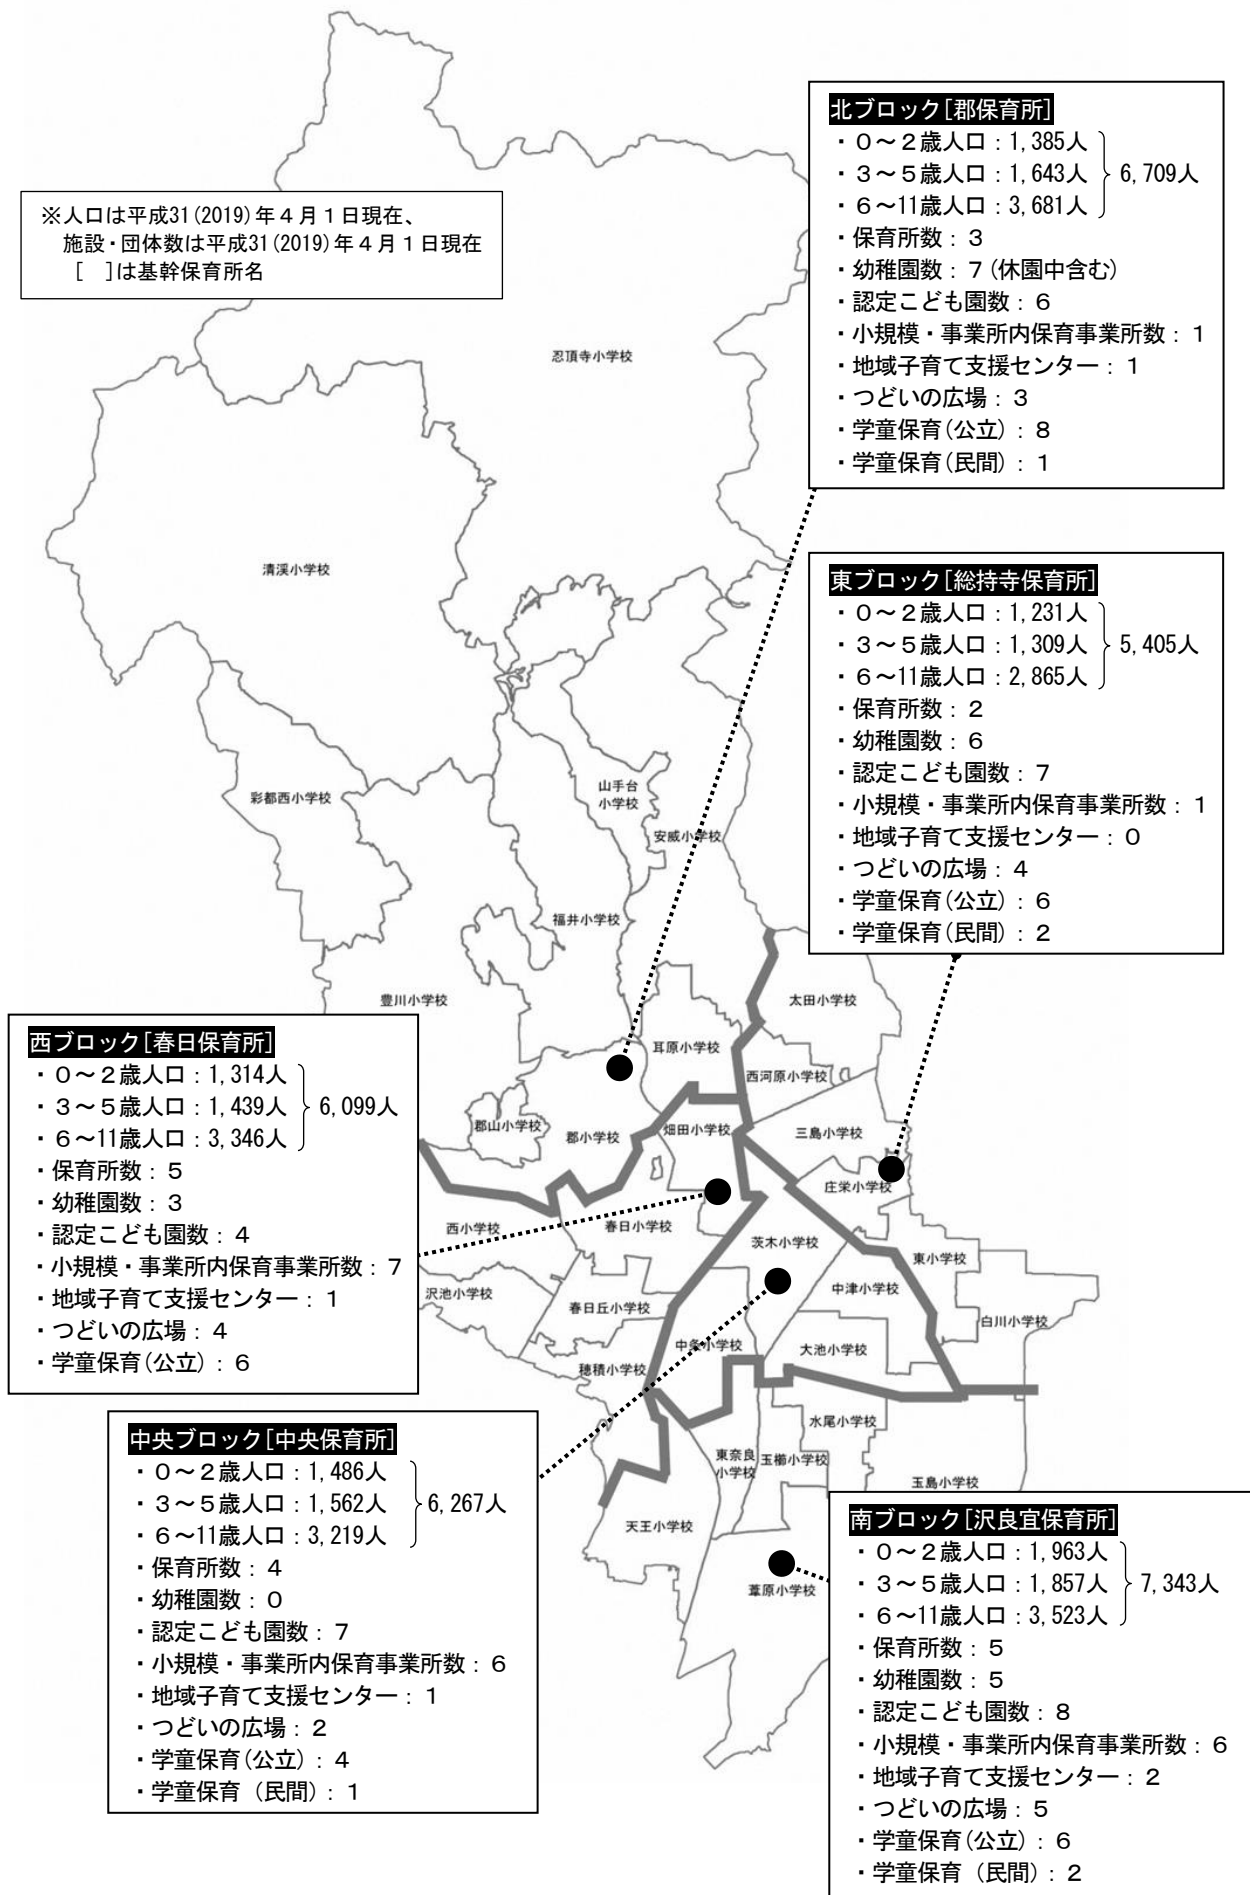 北ブロック[郡保育所]
・０～２歳人口：1,385人
・３～５歳人口：1,643人
6,709人
・６～11歳人口：3,681人
・保育所数：３
・幼稚園数：７(休園中含む)
・認定こども園数：６
・小規模・事業所内保育事業所数：１
・地域子育て支援センター：１
・つどいの広場：３
・学童保育(公立)：８
・学童保育(民間)：１
※人口は平成31(2019)年４月１日現在、
施設・団体数は平成31(2019)年４月１日現在
[　]は基幹保育所名
忍頂寺小学校
清渓小学校
東ブロック[総持寺保育所]
・０～２歳人口：1,231人
・３～５歳人口：1,309人
5,405人
・６～11歳人口：2,865人
・保育所数：２
・幼稚園数：６
・認定こども園数：７
・小規模・事業所内保育事業所数：１
・地域子育て支援センター：０
・つどいの広場：４
・学童保育(公立)：６
・学童保育(民間)：２
彩都西小学校
山手台
小学校
安威小学校
福井小学校
豊川小学校
太田小学校
耳原小学校
西河原小学校
郡山小学校
郡小学校
畑田小学校
三島小学校
庄栄小学校
西ブロック[春日保育所]
・０～２歳人口：1,314人
・３～５歳人口：1,439人
6,099人
・６～11歳人口：3,346人
・保育所数：５
・幼稚園数：３
・認定こども園数：４
・小規模・事業所内保育事業所数：７
・地域子育て支援センター：１
・つどいの広場：４
・学童保育(公立)：６
西小学校
春日小学校
茨木小学校
東小学校
沢池小学校
春日丘小学校
中津小学校
白川小学校
穂積小学校
中条小学校
大池小学校
水尾小学校
東奈良
小学校
玉櫛小学校
玉島小学校
天王小学校
葦原小学校
中央ブロック[中央保育所]
・０～２歳人口：1,486人
・３～５歳人口：1,562人
6,267人
・６～11歳人口：3,219人
・保育所数：４
・幼稚園数：０
・認定こども園数：７
・小規模・事業所内保育事業所数：６
・地域子育て支援センター：１
・つどいの広場：２
・学童保育(公立)：４
・学童保育（民間）：１
南ブロック[沢良宜保育所]
・０～２歳人口：1,963人
・３～５歳人口：1,857人
7,343人
・６～11歳人口：3,523人
・保育所数：５
・幼稚園数：５
・認定こども園数：８
・小規模・事業所内保育事業所数：６
・地域子育て支援センター：２
・つどいの広場：５
・学童保育(公立)：６
・学童保育（民間）：２